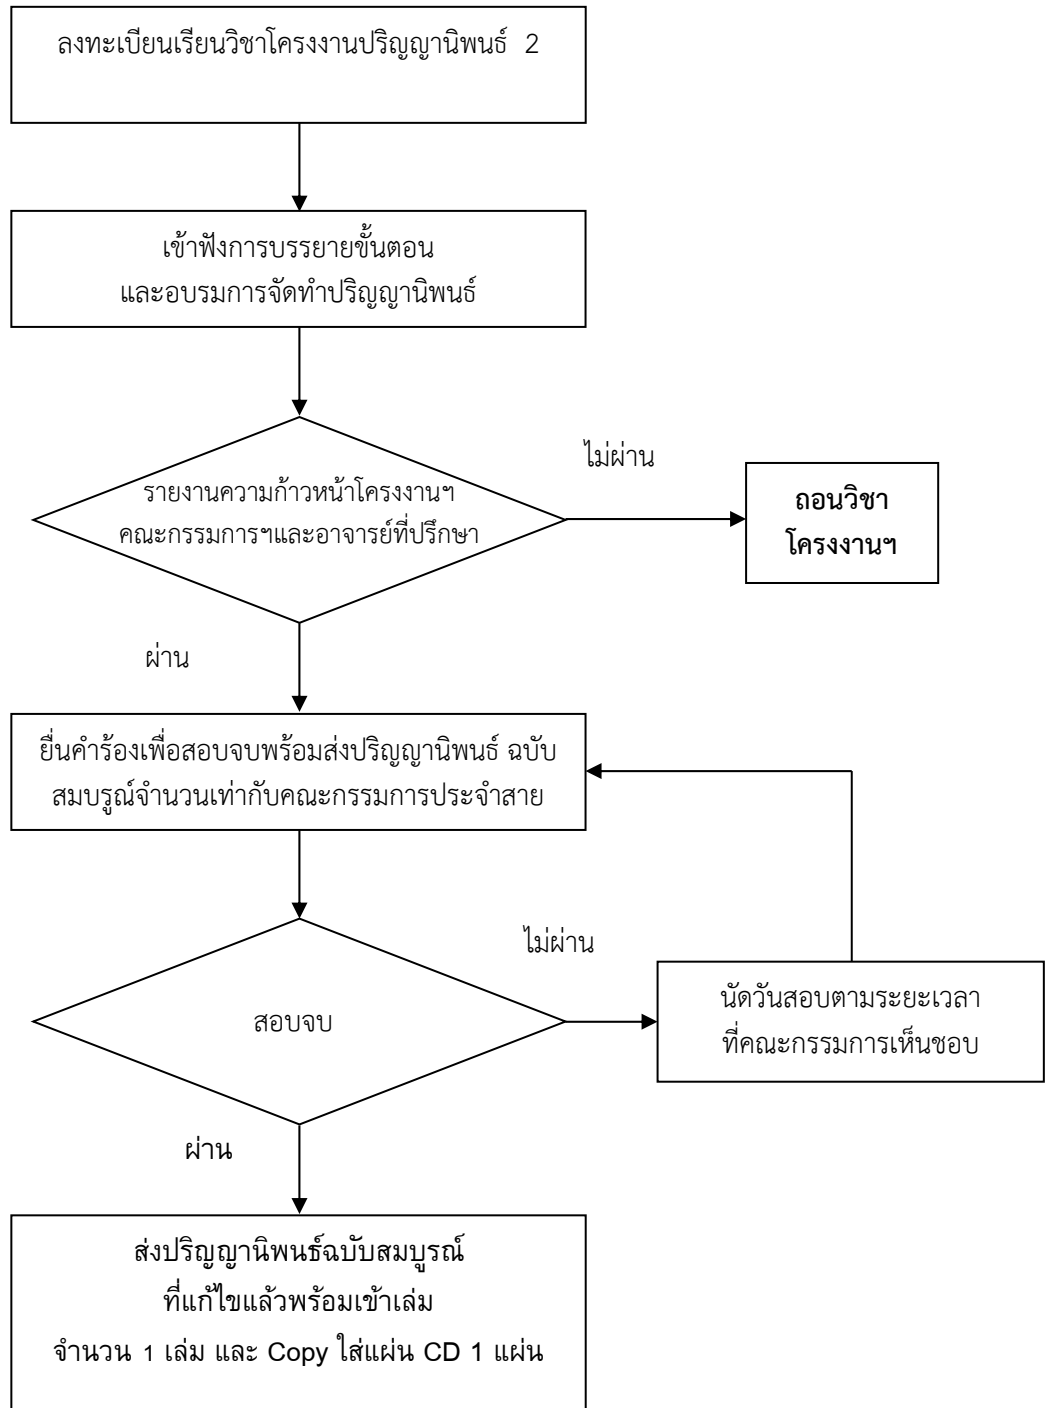 ลงทะเบียนเรียนวิชาโครงงานปริญญานิพนธ์ 2
เข้าฟังการบรรยายขั้นตอน
และอบรมการจัดทำปริญญานิพนธ์
ไม่ผ่าน
รายงานความก้าวหน้าโครงงานฯ
คณะกรรมการฯและอาจารย์ที่ปรึกษา
ถอนวิชา
โครงงานฯ
ผ่าน
ยื่นคำร้องเพื่อสอบจบพร้อมส่งปริญญานิพนธ์ ฉบับ
สมบรูณ์จำนวนเท่ากับคณะกรรมการประจำสาย
ไม่ผ่าน
สอบจบ
นัดวันสอบตามระยะเวลา
ที่คณะกรรมการเห็นชอบ
ผ่าน
ส่งปริญญานิพนธ์ฉบับสมบูรณ์
ที่แก้ไขแล้วพร้อมเข้าเล่ม
จำนวน 1 เล่ม และ Copy ใส่แผ่น CD 1 แผ่น